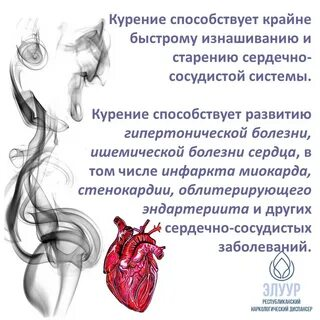 Курение способствует крайне
быстрому изнашиванию и
старению сердечно-
сосудистой системы.
Курение способствует развитию
гипертонической болезни,
ишемической болезни сердца, в
том числе инфаркта миокарда,
стенокардии, облитерирующего
эндартериита и других
сердечно-сосудистых
заболеваний.
ЭЛУУР
РЕСПУБЛИКАНСКИЙ
НАРКОЛОГИЧЕСКИЙ ДИСПАНСЕР